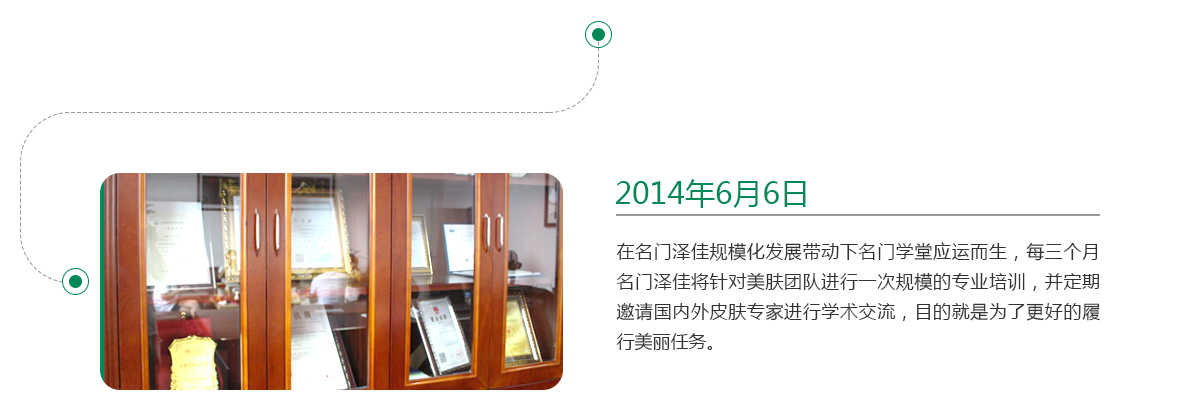 2014年6月6日
在名门泽佳规模化发展带动下名门学堂应运而生，每三个月
名门泽佳将针对美肤团队进行一次规模的专业培训，并定期
邀请国内外皮肤专家进行学术交流，目的就是为了更好的履
行美丽任务。